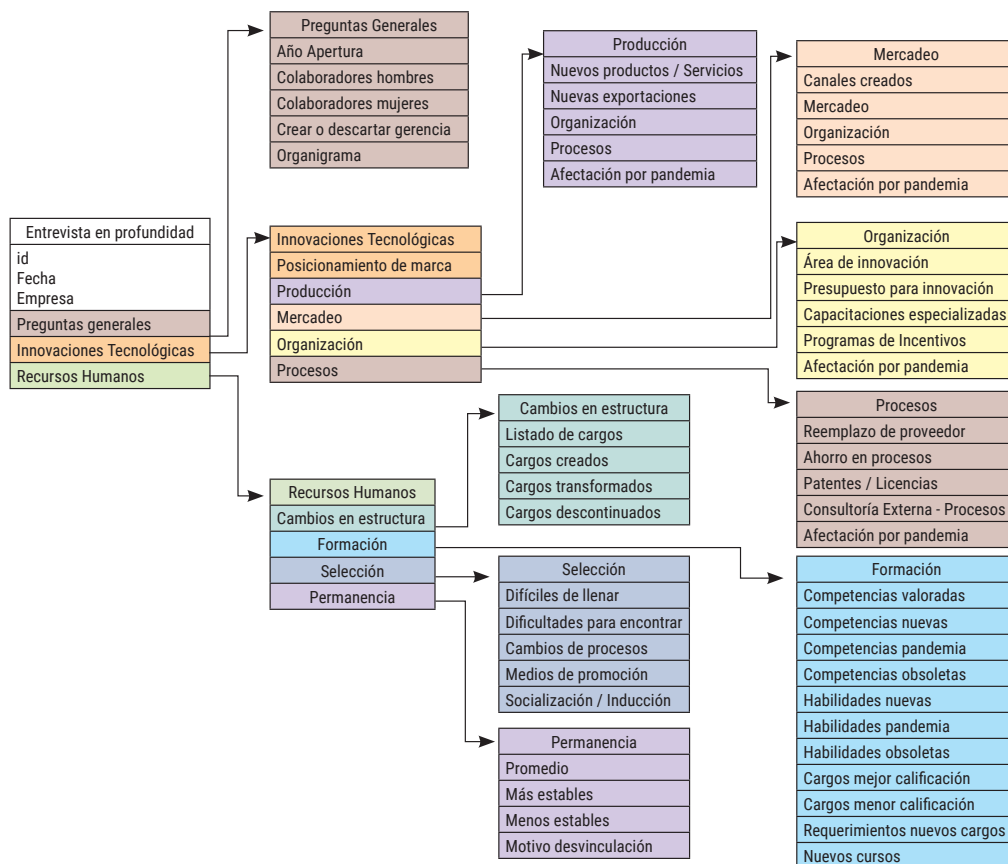 Preguntas Generales
Año Apertura
Colaboradores hombres
Colaboradores mujeres
Crear o descartar gerencia
Organigrama
Producción
Nuevos productos / Servicios
Nuevas exportaciones
Organización
Procesos
Afectación por pandemia
Mercadeo
Canales creados
Mercadeo
Organización
Procesos
Afectación por pandemia
Entrevista en profundidad
id
Fecha
Empresa
Preguntas generales
Innovaciones Tecnológicas
Recursos Humanos
Innovaciones Tecnológicas
Posicionamiento de marca
Producción
Mercadeo
Organización
Procesos
Organización
Área de innovación
Presupuesto para innovación
Capacitaciones especializadas
Programas de Incentivos
Afectación por pandemia
Procesos
Reemplazo de proveedor
Ahorro en procesos
Patentes / Licencias
Consultoría Externa - Procesos
Afectación por pandemia
Cambios en estructura
Listado de cargos
Cargos creados
Cargos transformados
Cargos descontinuados
Recursos Humanos
Cambios en estructura
Formación
Selección
Permanencia
Selección
Difíciles de llenar
Dificultades para encontrar
Cambios de procesos
Medios de promoción
Socialización / Inducción
Formación
Competencias valoradas
Competencias nuevas
Competencias pandemia
Competencias obsoletas
Habilidades nuevas
Habilidades pandemia
Habilidades obsoletas
Cargos mejor calificación
Cargos menor calificación
Requerimientos nuevos cargos
Nuevos cursos
Permanencia
Promedio
Más estables
Menos estables
Motivo desvinculación